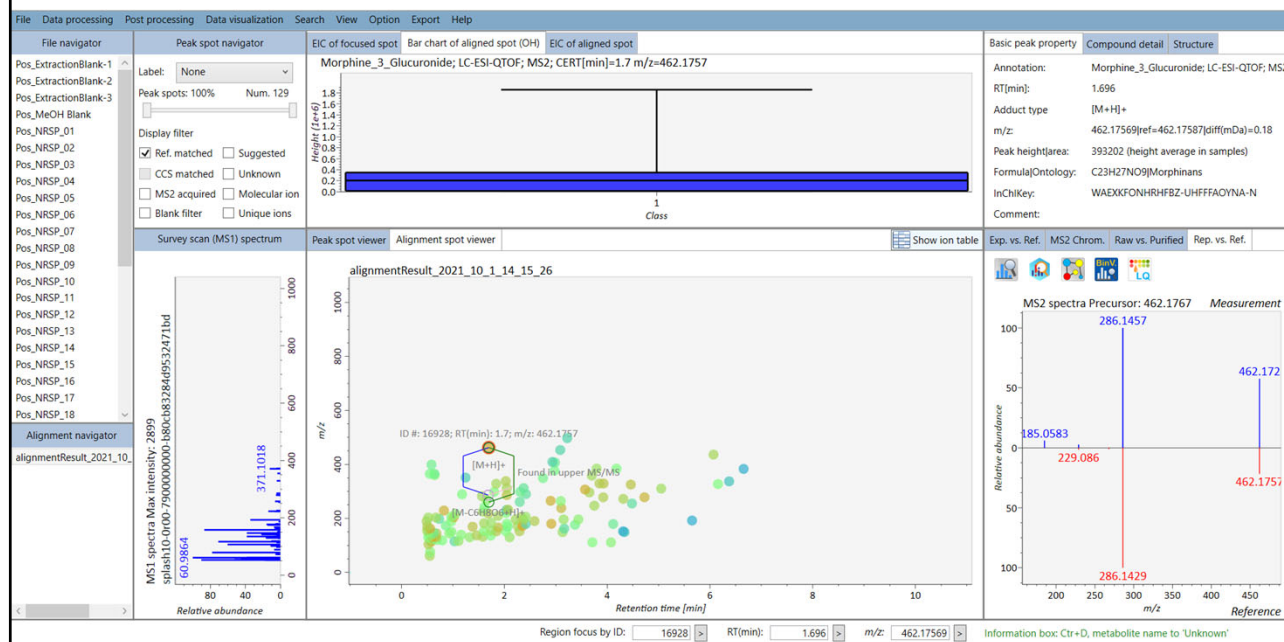 File Data processing Post processing Data visualization Search View Option Export Help
File navigator
Pos_ExtractionBlank-1
Pos_ExtractionBlank-2
Pos_ExtractionBlank-3
Pos_MeOH Blank
Pos_NRSP_01
Pos_NRSP_02
Pos_NRSP_03
Pos_NRSP_04
Pos_NRSP_05
Pos_NRSP_06
Pos_NRSP_07
Pos_NRSP_08
Pos_NRSP_09
Pos_NRSP_10
Pos_NRSP_11
Pos_NRSP_12
Pos_NRSP_13
Pos_NRSP_14
Pos_NRSP_15
Pos_NRSP_16
Pos_NRSP_17
Pos_NRSP_18
Alignment navigator
alignmentResult_2021_10_
Peak spot navigator
Label: None
Peak spots: 100% Num. 129
Display filter
Ref. matched Suggested
CCS matched Unknown
MS2 acquired Molecular ion
Blank filter Unique ions
Survey scan (MS1) spectrum
MS1 spectra Max intensity: 2899
splash10-0r00-7900000000-b80cb83284d9532471bd
371.1018
60.9864
1000
800
600
400
200
0
m/z
80 40 0
Relative abundance
EIC of focused spot Bar chart of aligned spot (OH) EIC of aligned spot
Morphine_3_Glucuronide; LC-ESI-QTOF; MS2; CERT[min]=1.7 m/z=462.1757
Height (1e+6)
1.8
1.6
1.4
1.2
1.0
0.8
0.6
0.4
0.2
0.0
1
Class
Peak spot viewer Alignment spot viewer Show ion table
alignmentResult_2021_10_1_14_15_26
m/z
1000
800
600
400
200
0
ID #: 16928; RT(min): 1.7; m/z: 462.1757
[M+H]+
Found in upper MS/MS
[M-C6H8O6+H]+
0 2 4 6 8 10
Retention time [min]
Basic peak property Compound detail Structure
Annotation: Morphine_3_Glucuronide; LC-ESI-QTOF; MS2
RT[min]: 1.696
Adduct type [M+H]+
m/z: 462.17569|ref=462.17587|diff(mDa)=0.18
Peak height|area: 393202 (height average in samples)
Formula|Ontology: C23H27NO9|Morphinans
InChIKey: WAEXKFONHRHFBZ-UHFFFAOYNA-N
Comment:
Exp. vs. Ref. MS2 Chrom. Raw vs. Purified Rep. vs. Ref.
BinV. LQ
MS2 spectra Precursor: 462.1767 Measurement
286.1457
462.172
185.0583
229.086
462.1757
286.1429
Relative abundance
100
50
0
50
100
200 250 300 350 400 450
m/z Reference
Region focus by ID: 16928 > RT(min): 1.696 > m/z: 462.17569 > Information box: Ctr+D, metabolite name to 'Unknown'